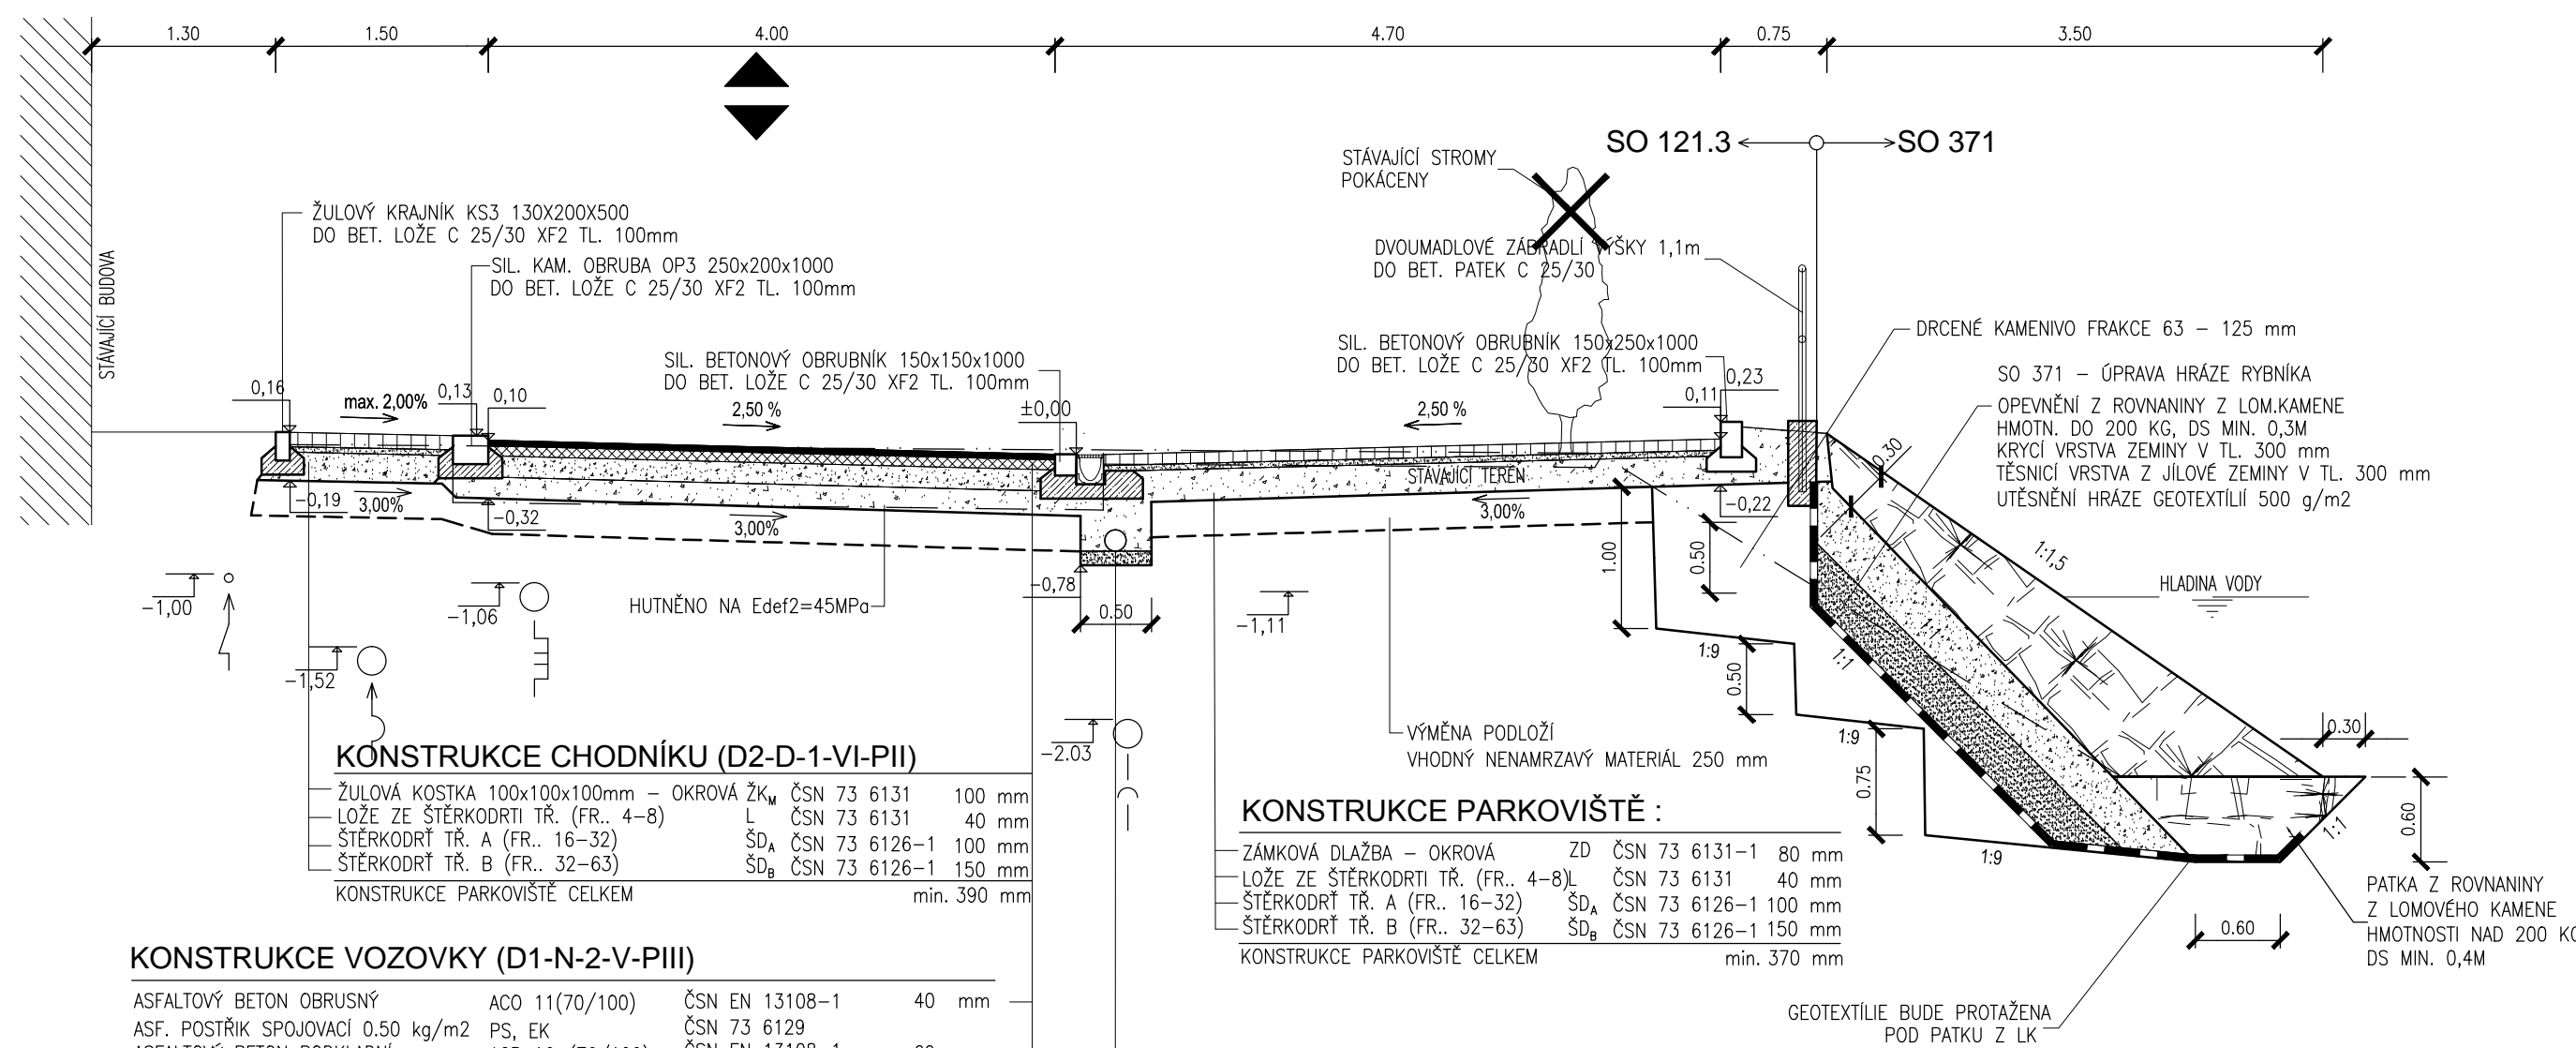 1.30 1.50 4.00 4.70 0.75 3.50
SO 121.3 SO 371
STÁVAJÍCÍ STROMY
POKÁCENY
STÁVAJÍCÍ BUDOVA
ŽULOVÝ KRAJNÍK KS3 130X200X500
DO BET. LOŽE C 25/30 XF2 TL. 100mm
SIL. KAM. OBRUBA OP3 250x200x1000
DO BET. LOŽE C 25/30 XF2 TL. 100mm
SIL. BETONOVÝ OBRUBNÍK 150x150x1000
DO BET. LOŽE C 25/30 XF2 TL. 100mm
DVOUMADLOVÉ ZÁBRADLÍ VÝŠKY 1,1m
DO BET. PATEK C 25/30
SIL. BETONOVÝ OBRUBNÍK 150x250x1000
DO BET. LOŽE C 25/30 XF2 TL. 100mm
DRCENÉ KAMENIVO FRAKCE 63 – 125 mm
SO 371 – ÚPRAVA HRÁZE RYBNÍKA
OPEVNĚNÍ Z ROVNANINY Z LOM.KAMENE
HMOTN. DO 200 KG, DS MIN. 0,3M
KRYCÍ VRSTVA ZEMINY V TL. 300 mm
TĚSNICÍ VRSTVA Z JÍLOVÉ ZEMINY V TL. 300 mm
UTĚSNĚNÍ HRÁZE GEOTEXTÍLIÍ 500 g/m2
0,16
max. 2,00%
0,13
0,10
2,50 %
±0,00
2,50 %
0,11
0,23
0.30
STÁVAJÍCÍ TERÉN
-0,19
3,00%
-0,32
3,00%
3,00%
-0,22
1:1,5
HLADINA VODY
-1,00
-1,06
HUTNĚNO NA Edef2=45MPa
-0,78
0.50
-1,11
1.00
0.50
1:9
1:1
-1,52
0.50
-2.03
VÝMĚNA PODLOŽÍ
VHODNÝ NENAMRZAVÝ MATERIÁL 250 mm
1:9
0.75
1:9
0.30
0.60
1:1
0.60
KONSTRUKCE CHODNÍKU (D2-D-1-VI-PII)
ŽULOVÁ KOSTKA 100x100x100mm – OKROVÁ ŽKM ČSN 73 6131 100 mm
LOŽE ZE ŠTĚRKODRTI TŘ. (FR.. 4-8) L ČSN 73 6131 40 mm
ŠTĚRKODRŤ TŘ. A (FR.. 16-32) ŠDA ČSN 73 6126-1 100 mm
ŠTĚRKODRŤ TŘ. B (FR.. 32-63) ŠDB ČSN 73 6126-1 150 mm
KONSTRUKCE PARKOVIŠTĚ CELKEM min. 390 mm
KONSTRUKCE PARKOVIŠTĚ :
ZÁMKOVÁ DLAŽBA – OKROVÁ ZD ČSN 73 6131-1 80 mm
LOŽE ZE ŠTĚRKODRTI TŘ. (FR.. 4-8) L ČSN 73 6131 40 mm
ŠTĚRKODRŤ TŘ. A (FR.. 16-32) ŠDA ČSN 73 6126-1 100 mm
ŠTĚRKODRŤ TŘ. B (FR.. 32-63) ŠDB ČSN 73 6126-1 150 mm
KONSTRUKCE PARKOVIŠTĚ CELKEM min. 370 mm
PATKA Z ROVNANINY
Z LOMOVÉHO KAMENE
HMOTNOSTI NAD 200
DS MIN. 0,4M
GEOTEXTÍLIE BUDE PROTAŽENA
POD PATKU Z LK
KONSTRUKCE VOZOVKY (D1-N-2-V-PIII)
ASFALTOVÝ BETON OBRUSNÝ ACO 11(70/100) ČSN EN 13108-1 40 mm
ASF. POSTŘIK SPOJOVACÍ 0.50 kg/m2 PS, EK ČSN 73 6129